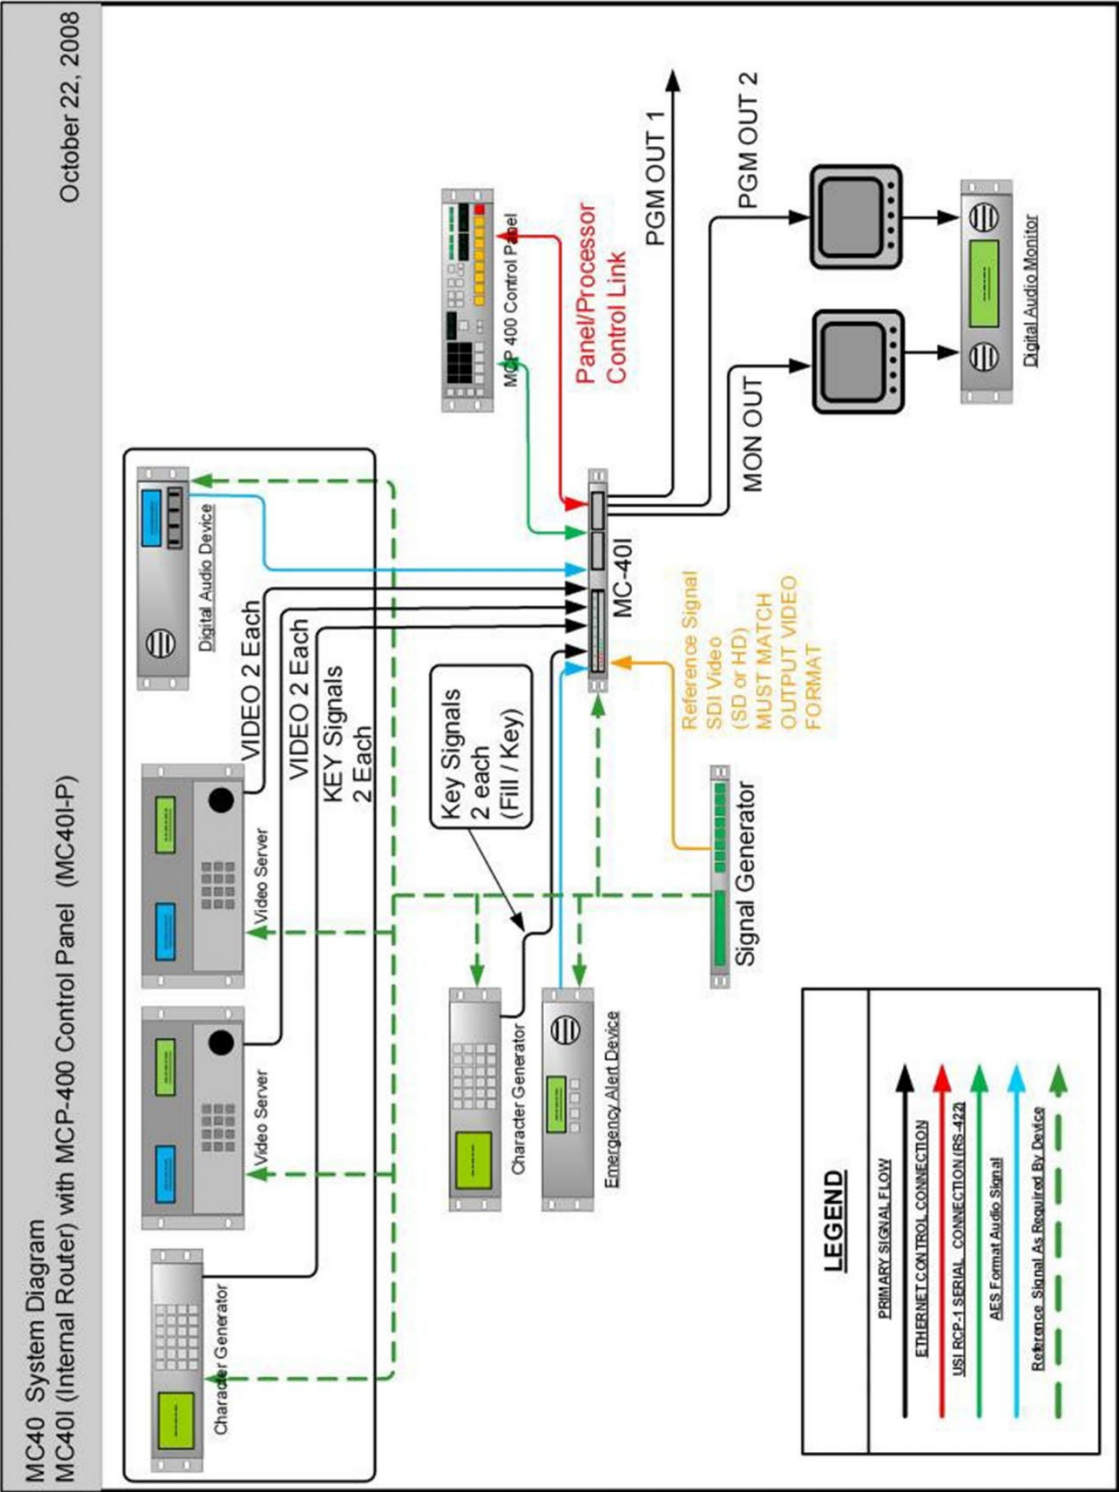 MC40 System Diagram
October 22, 2008
MC40I (Internal Router) with MCP-400 Control Panel (MC40I-P)
Character Generator
Video Server
Video Server
Digital Audio Device
VIDEO 2 Each
VIDEO 2 Each
KEY Signals
2 Each
MCP 400 Control Panel
Key Signals
2 each
(Fill / Key)
Character Generator
Emergency Alert Device
Panel/Processor
Control Link
MC-40I
PGM OUT 1
PGM OUT 2
MON OUT
Reference Signal
SDI Video
(SD or HD)
MUST MATCH
OUTPUT VIDEO
FORMAT
Signal Generator
Digital Audio Monitor
LEGEND
PRIMARY SIGNAL FLOW
ETHERNET CONTROL CONNECTION
USI RCP-1 SERIAL CONNECTION (RS-422)
AES Format Audio Signal
Reference Signal As Required By Device